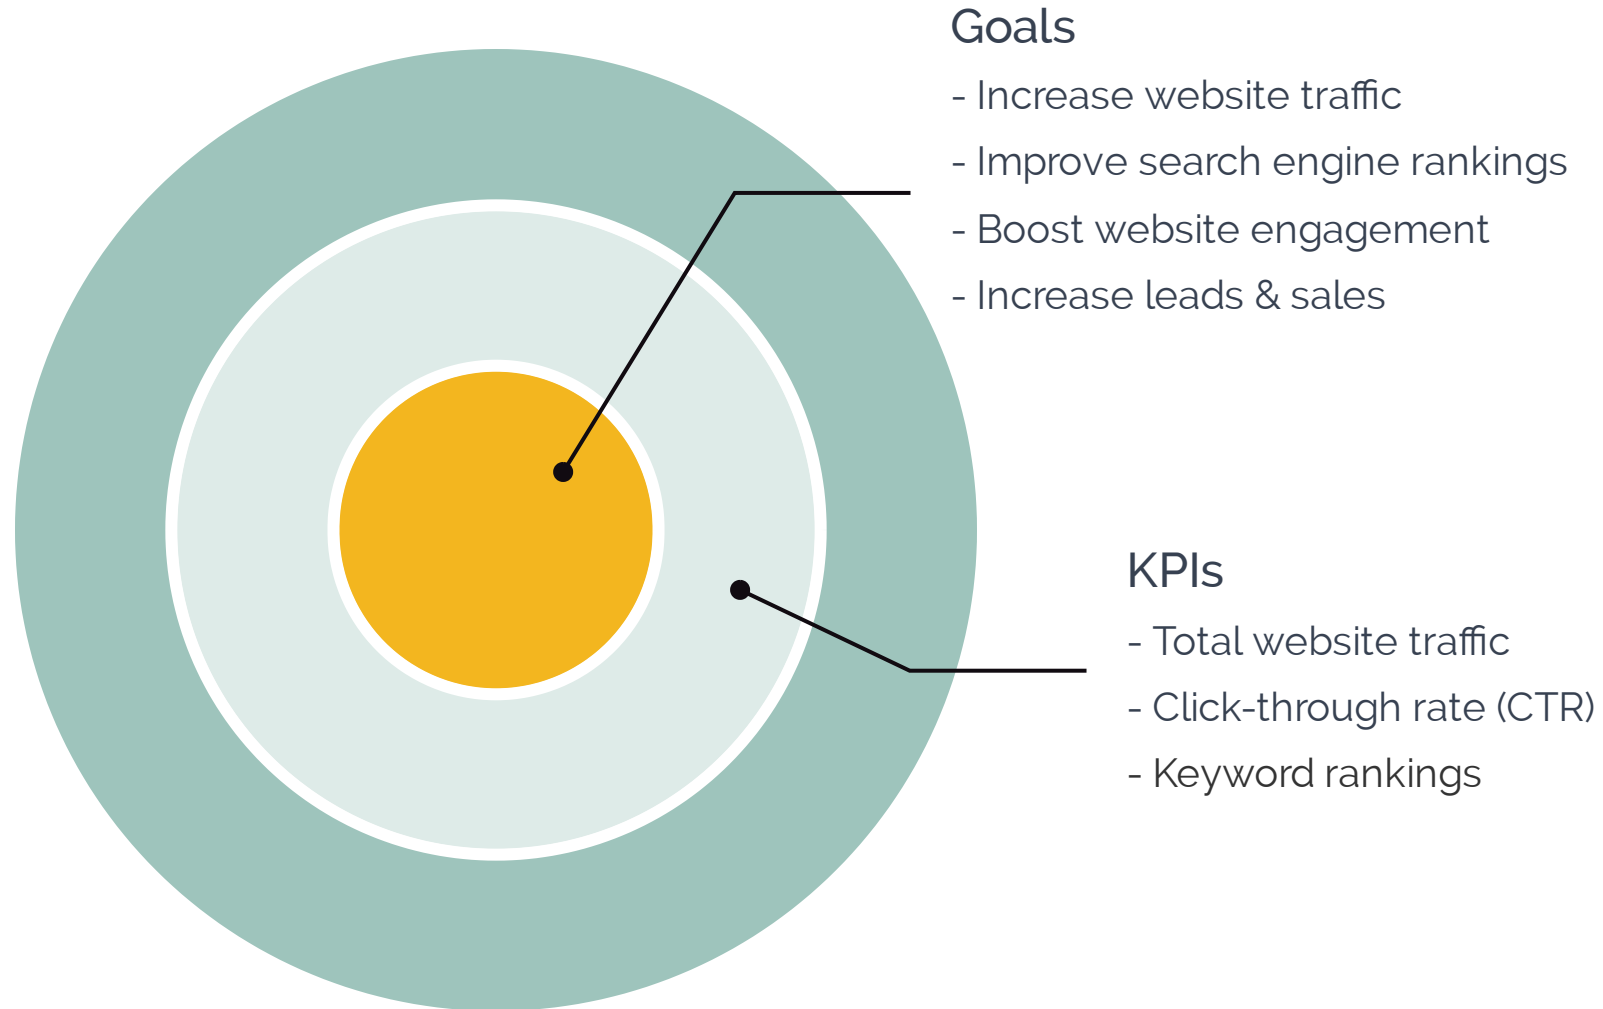 Goals
- Increase website traffic
- Improve search engine rankings
- Boost website engagement
- Increase leads & sales
KPIs
- Total website traffic
- Click-through rate (CTR)
- Keyword rankings